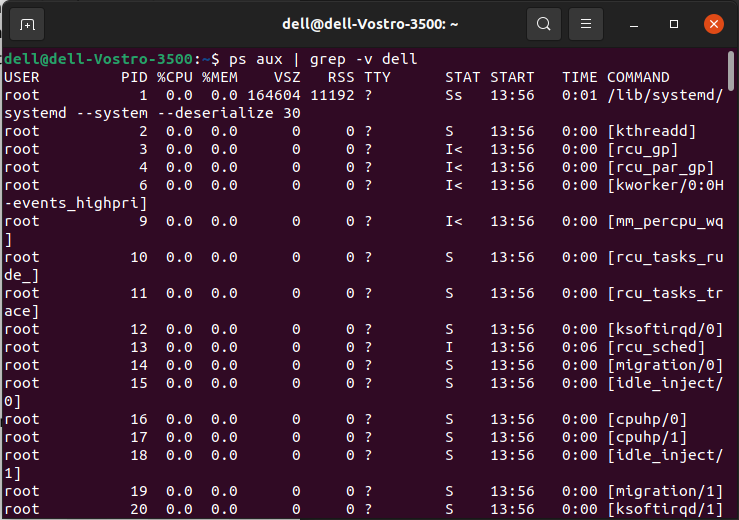 dell@dell-Vostro-3500: ~
dell@dell-Vostro-3500:~$ ps aux | grep -v dell
USER         PID %CPU %MEM    VSZ   RSS TTY      STAT START   TIME COMMAND
root           1  0.0  0.0 164604 11192 ?        Ss   13:56   0:01 /lib/systemd/
systemd --system --deserialize 30
root           2  0.0  0.0      0     0 ?        S    13:56   0:00 [kthreadd]
root           3  0.0  0.0      0     0 ?        I<   13:56   0:00 [rcu_gp]
root           4  0.0  0.0      0     0 ?        I<   13:56   0:00 [rcu_par_gp]
root           6  0.0  0.0      0     0 ?        I<   13:56   0:00 [kworker/0:0H
-events_highpri]
root           9  0.0  0.0      0     0 ?        I<   13:56   0:00 [mm_percpu_wq
]
root          10  0.0  0.0      0     0 ?        S    13:56   0:00 [rcu_tasks_ru
de_]
root          11  0.0  0.0      0     0 ?        S    13:56   0:00 [rcu_tasks_tr
ace]
root          12  0.0  0.0      0     0 ?        S    13:56   0:00 [ksoftirqd/0]
root          13  0.0  0.0      0     0 ?        I    13:56   0:06 [rcu_sched]
root          14  0.0  0.0      0     0 ?        S    13:56   0:00 [migration/0]
root          15  0.0  0.0      0     0 ?        S    13:56   0:00 [idle_inject/
0]
root          16  0.0  0.0      0     0 ?        S    13:56   0:00 [cpuhp/0]
root          17  0.0  0.0      0     0 ?        S    13:56   0:00 [cpuhp/1]
root          18  0.0  0.0      0     0 ?        S    13:56   0:00 [idle_inject/
1]
root          19  0.0  0.0      0     0 ?        S    13:56   0:00 [migration/1]
root          20  0.0  0.0      0     0 ?        S    13:56   0:00 [ksoftirqd/1]